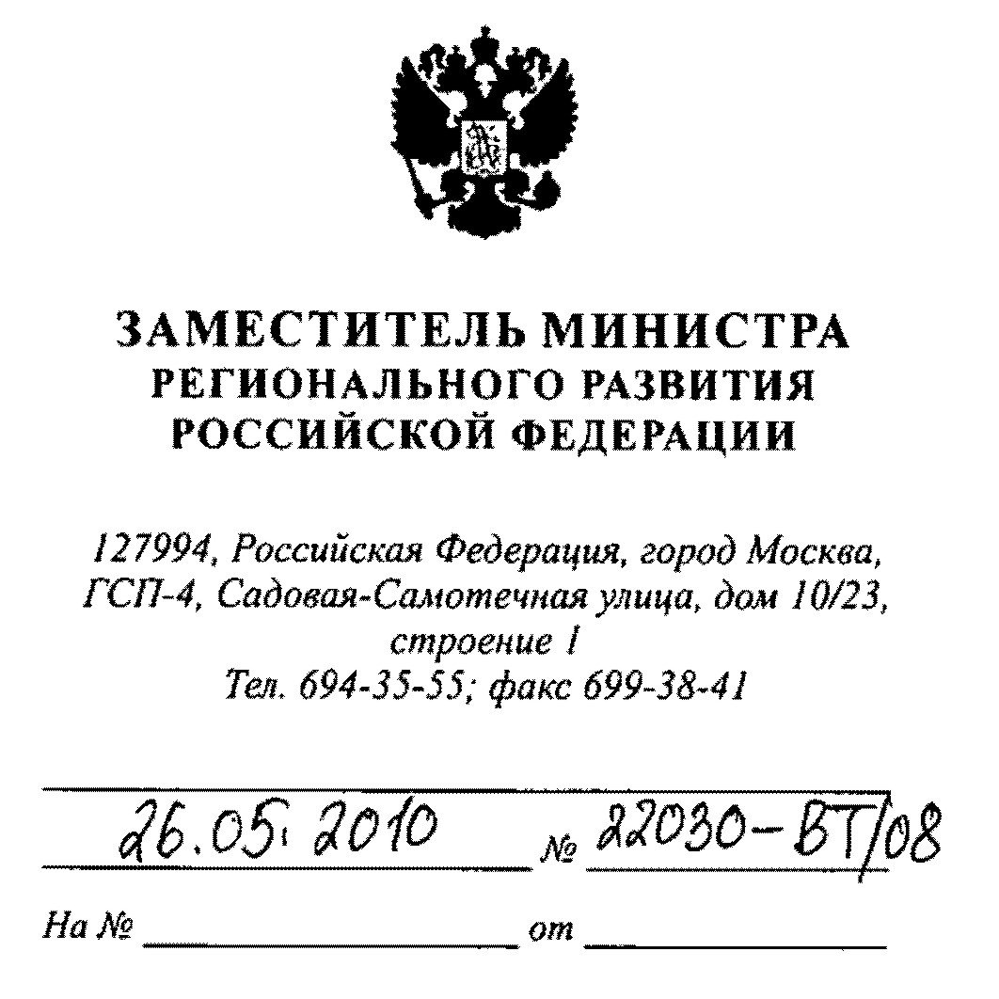 ЗАМЕСТИТЕЛЬ МИНИСТРА
РЕГИОНАЛЬНОГО РАЗВИТИЯ
РОССИЙСКОЙ ФЕДЕРАЦИИ
127994, Российская Федерация, город Москва,
ГСП-4, Садовая-Самотечная улица, дом 10/23,
строение 1
Тел. 694-35-55; факс 699-38-41
26.05.2010 № 22030-ВТ/08
На № от